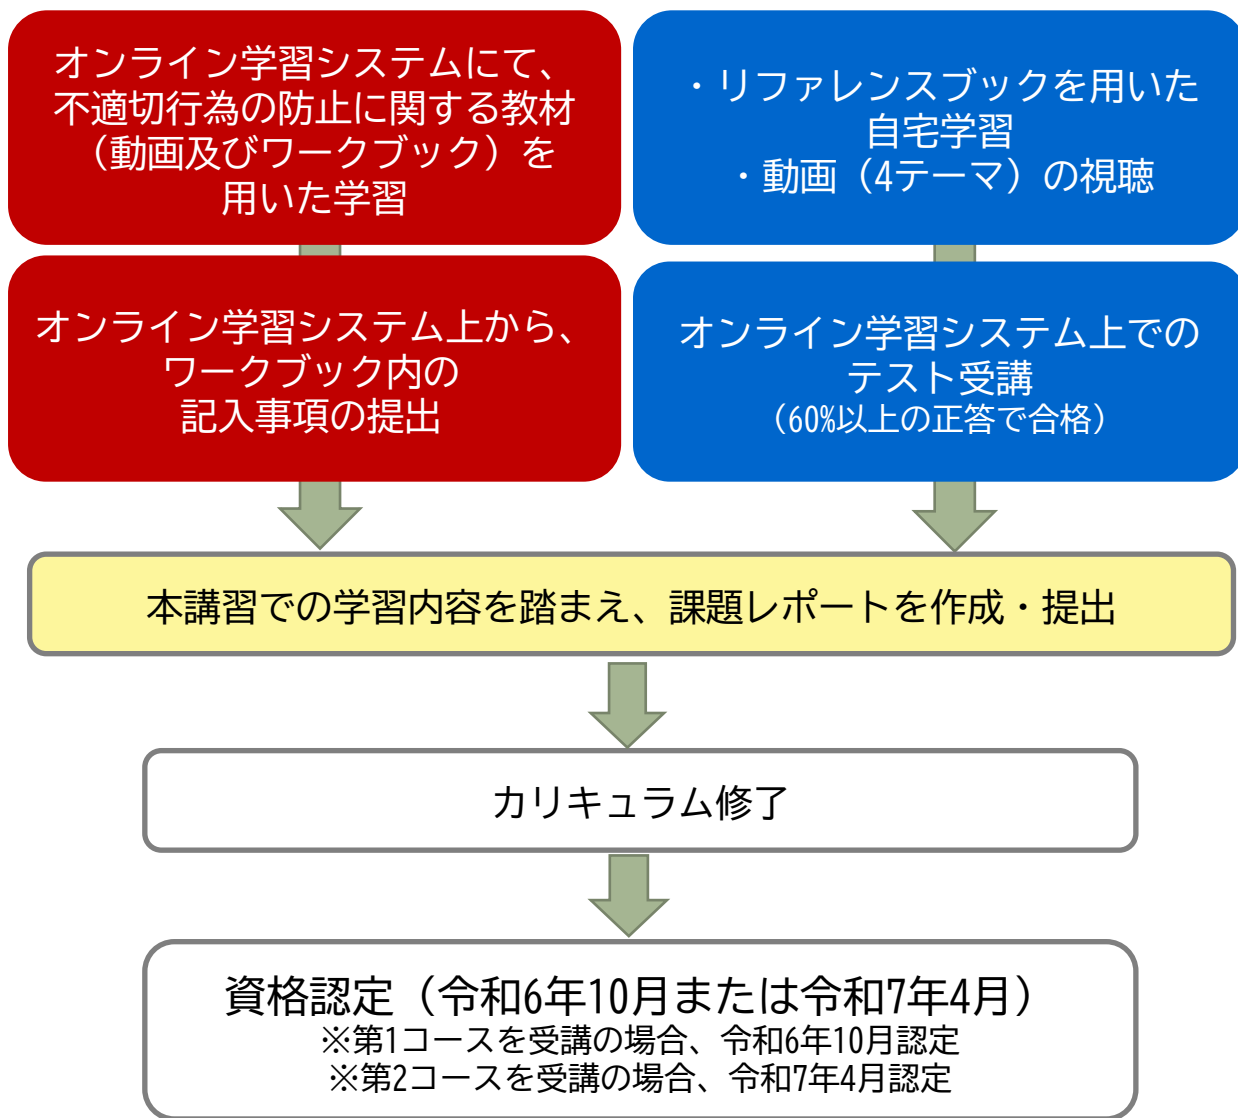 オンライン学習システムにて、
不適切行為の防止に関する教材
（動画及びワークブック）を
用いた学習
オンライン学習システム上から、
ワークブック内の
記入事項の提出
・リファレンスブックを用いた
自宅学習
・動画（4テーマ）の視聴
オンライン学習システム上での
テスト受講
（60%以上の正答で合格）
本講習での学習内容を踏まえ、課題レポートを作成・提出
カリキュラム修了
資格認定（令和6年10月または令和7年4月）
※第1コースを受講の場合、令和6年10月認定
※第2コースを受講の場合、令和7年4月認定